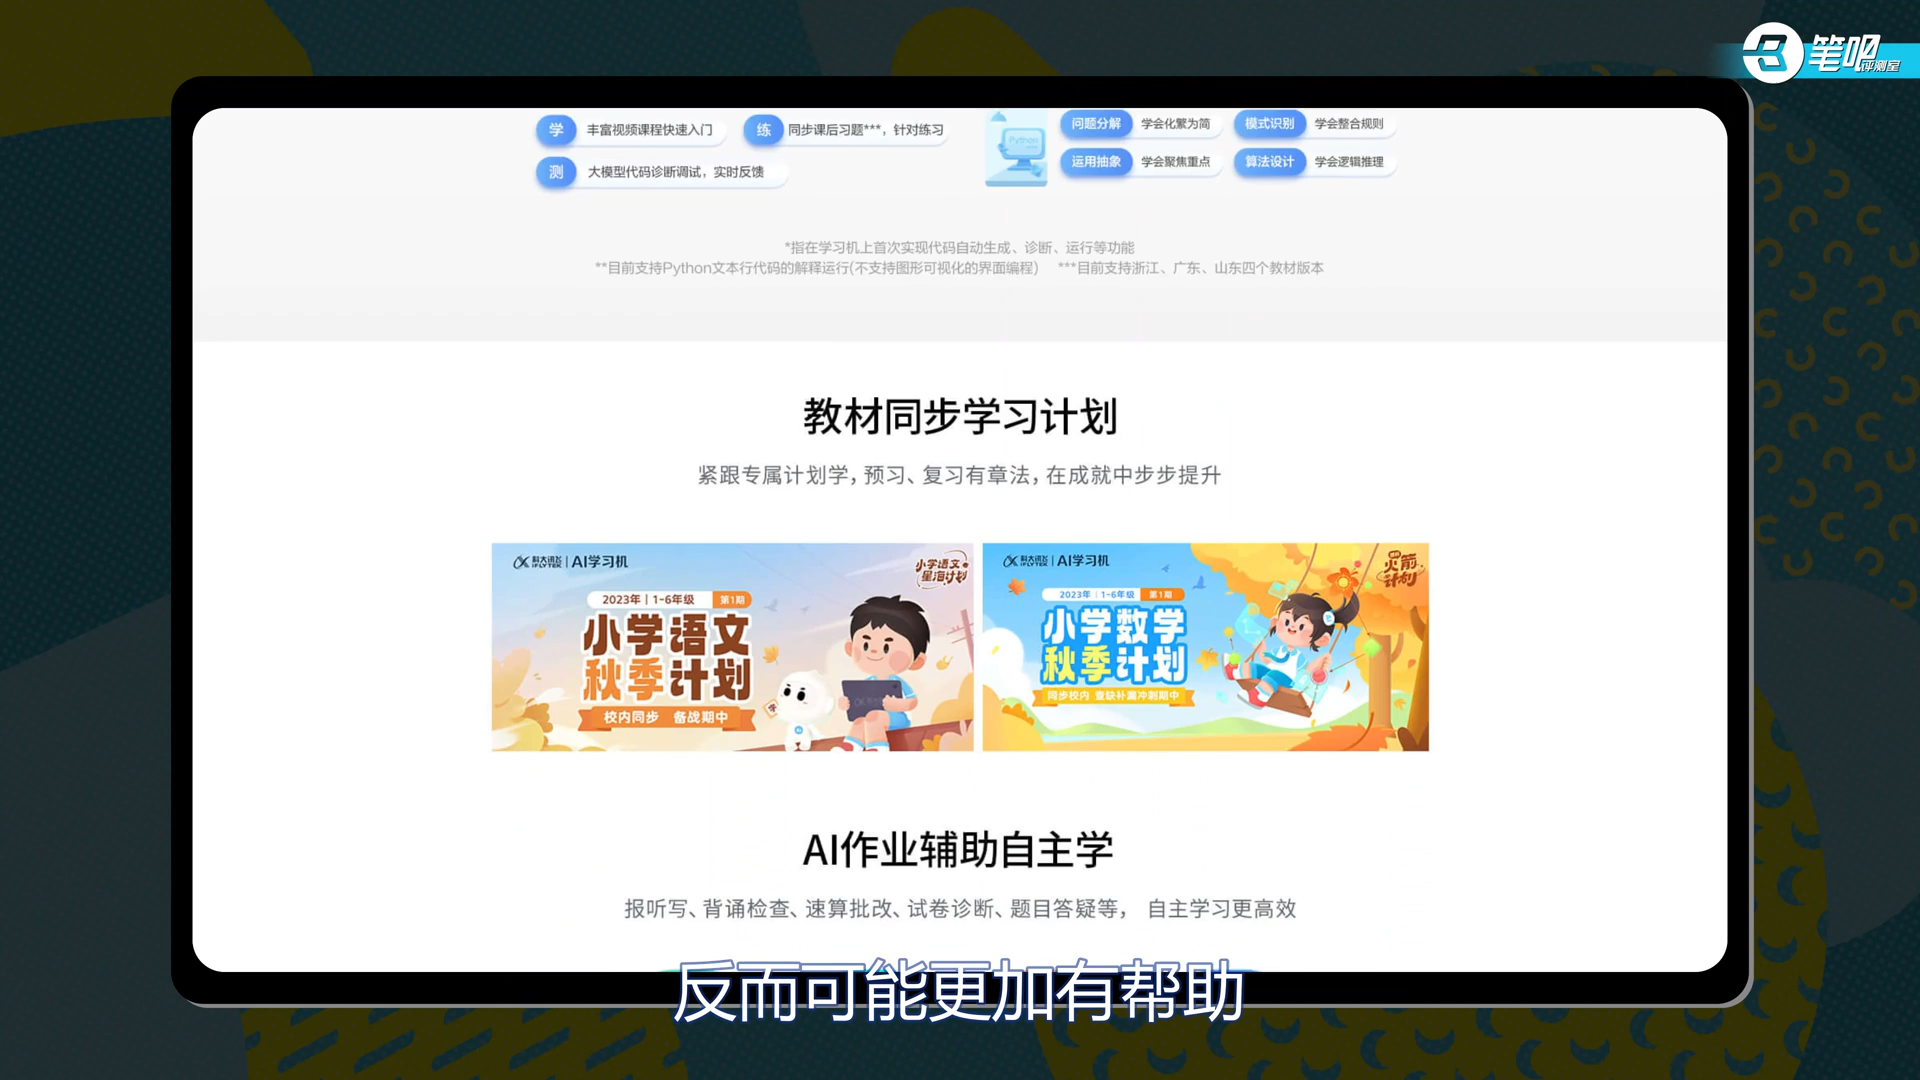 笔吧
评测室
学 丰富视频课程快速入门 练 同步课后习题***，针对练习
测 大模型代码诊断调试，实时反馈
Python
问题分解 学会化繁为简 模式识别 学会整合规则
运用抽象 学会聚焦重点 算法设计 学会逻辑推理
*指在学习机上首次实现代码自动生成、诊断、运行等功能
**目前支持Python文本行代码的解释运行(不支持图形可视化的界面编程) ***目前支持浙江、广东、山东四个教材版本
教材同步学习计划
紧跟专属计划学，预习、复习有章法，在成就中步步提升
科大讯飞 iFLYTEK | AI学习机
小学语文
星海计划
2023年 | 1-6年级 第1期
小学语文
秋季计划
校内同步 备战期中
科大讯飞 iFLYTEK | AI学习机
火箭
计划
2023年 | 1-6年级 第1期
小学数学
秋季计划
同步校内 查缺补漏冲刺期中
AI作业辅助自主学
报听写、背诵检查、速算批改、试卷诊断、题目答疑等， 自主学习更高效
反而可能更加有帮助